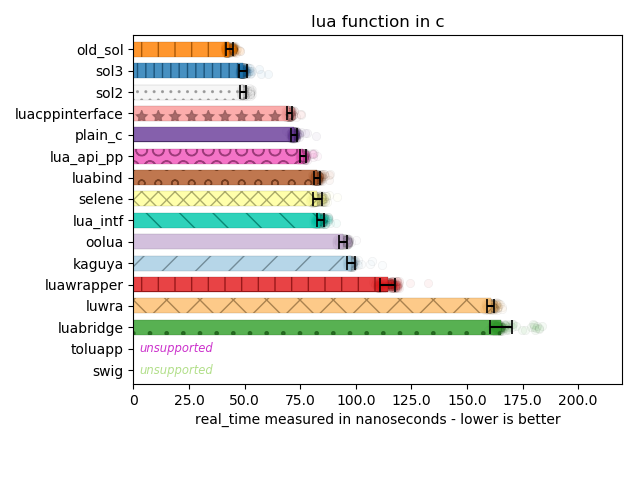 lua function in c
old_sol
sol3
sol2
luacppinterface
plain_c
lua_api_pp
luabind
selene
lua_intf
oolua
kaguya
luawrapper
luwra
luabridge
toluapp unsupported
swig unsupported
0 25.0 50.0 75.0 100.0 125.0 150.0 175.0 200.0
real_time measured in nanoseconds - lower is better